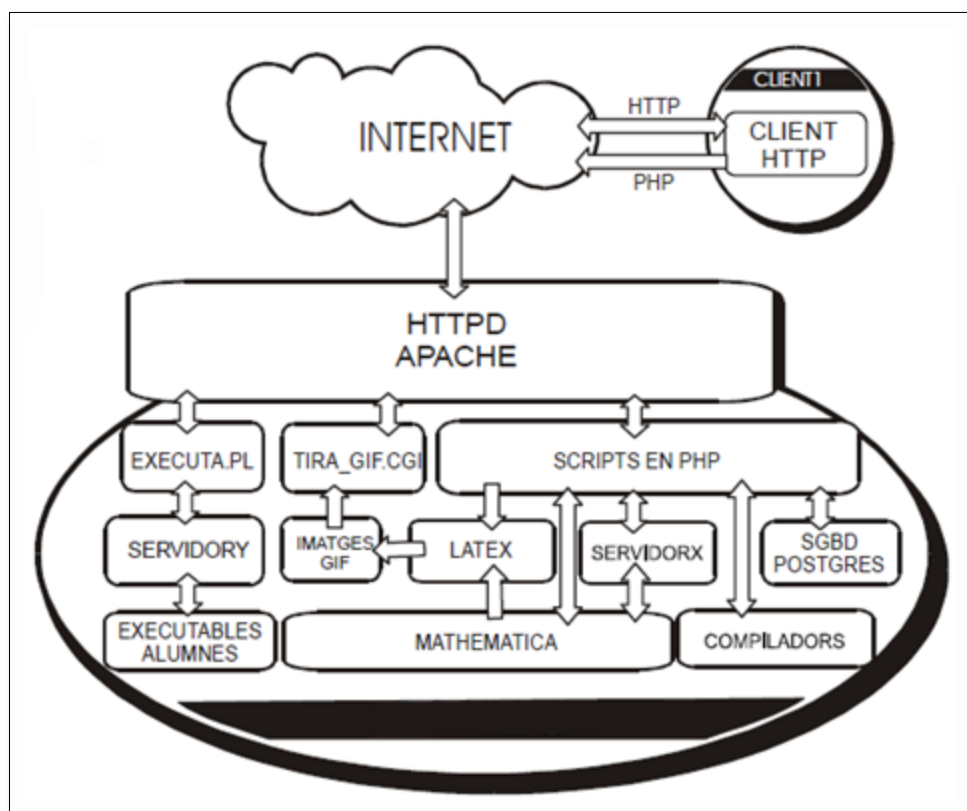 CLIENT1
HTTP
INTERNET
CLIENT
HTTP
PHP
HTTPD
APACHE
EXECUTA.PL
TIRA_GIF.CGI
SCRIPTS EN PHP
SERVIDORY
IMATGES
GIF
LATEX
SERVIDORX
SGBD
POSTGRES
EXECUTABLES
ALUMNES
MATHEMATICA
COMPILADORS